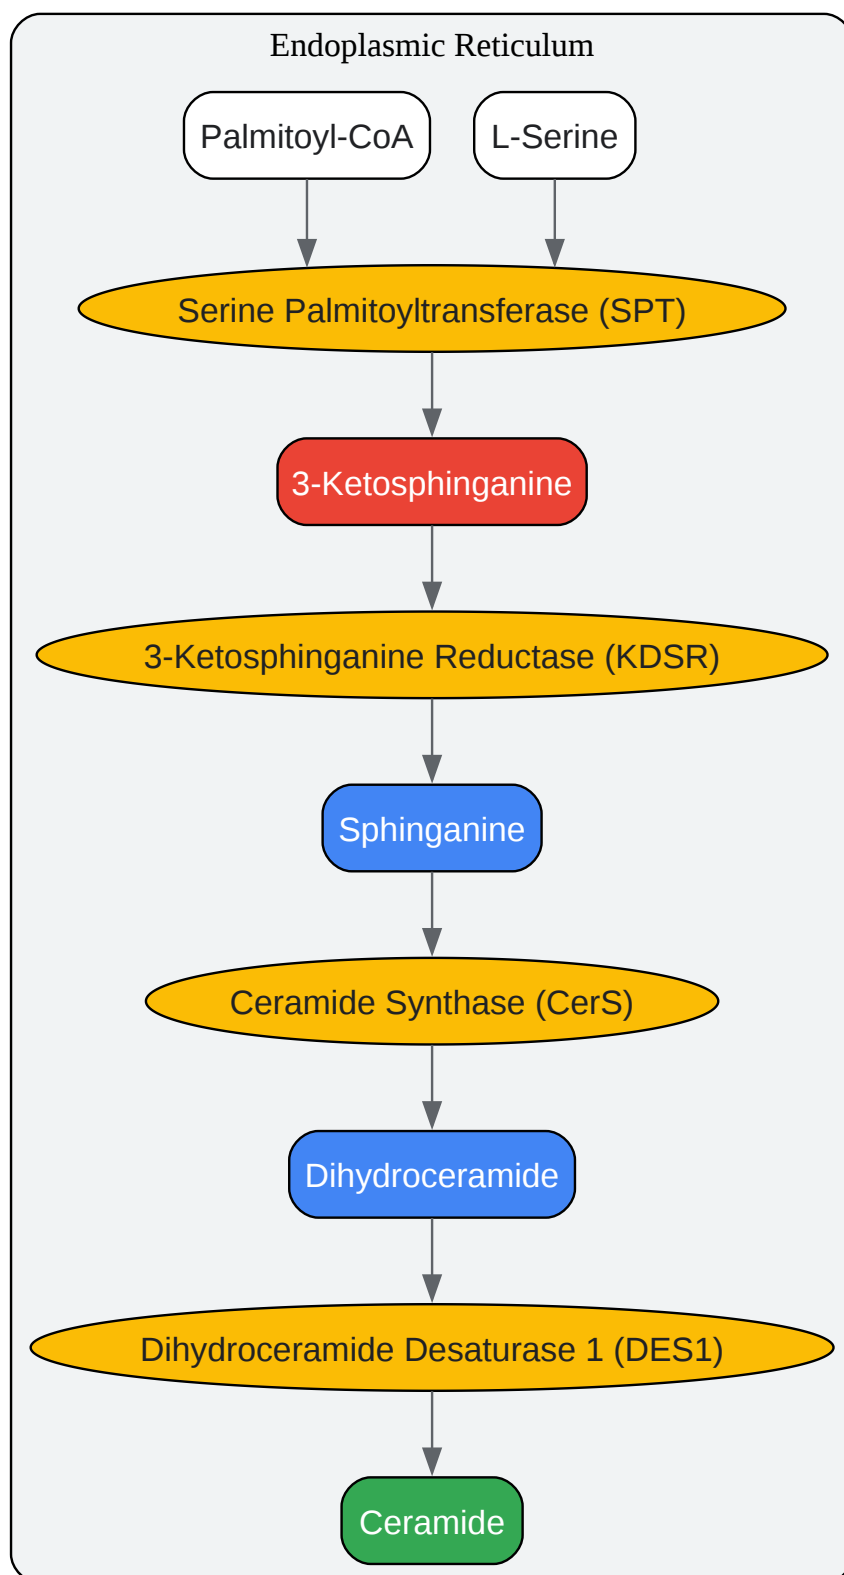 Endoplasmic Reticulum
Palmitoyl-CoA
L-Serine
Serine Palmitoyltransferase (SPT)
3-Ketosphinganine
3-Ketosphinganine Reductase (KDSR)
Sphinganine
Ceramide Synthase (CerS)
Dihydroceramide
Dihydroceramide Desaturase 1 (DES1)
Ceramide